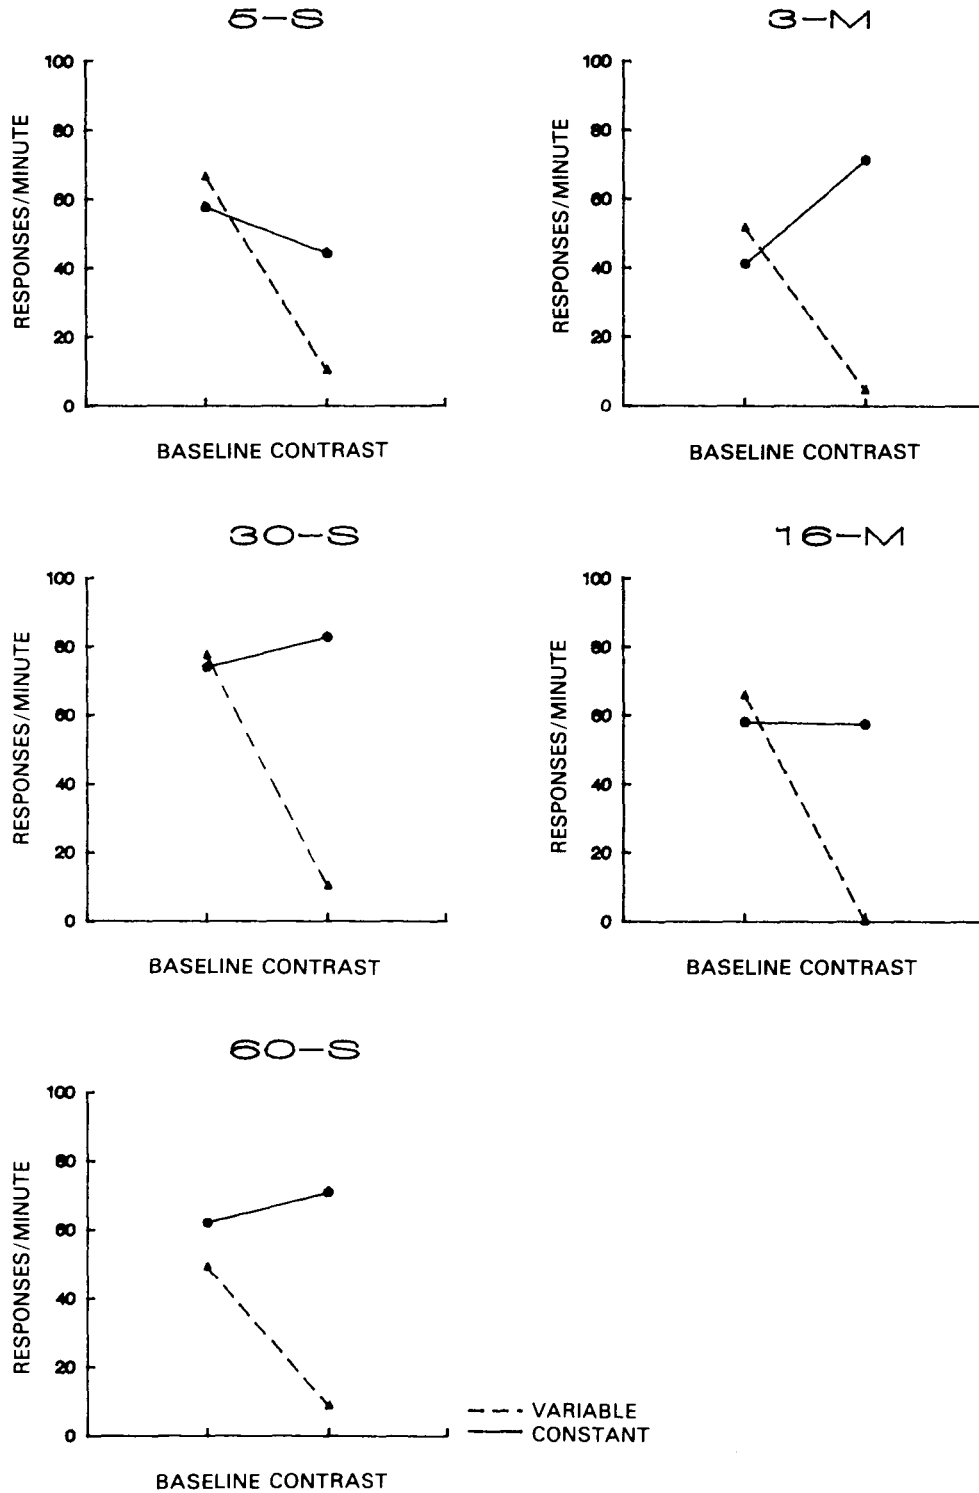 5-S
100
80
60
40
20
0
RESPONSES/MINUTE
BASELINE CONTRAST
3-M
100
80
60
40
20
0
RESPONSES/MINUTE
BASELINE CONTRAST
30-S
100
80
60
40
20
0
RESPONSES/MINUTE
BASELINE CONTRAST
16-M
100
80
60
40
20
0
RESPONSES/MINUTE
BASELINE CONTRAST
60-S
100
80
60
40
20
0
RESPONSES/MINUTE
BASELINE CONTRAST
VARIABLE
CONSTANT